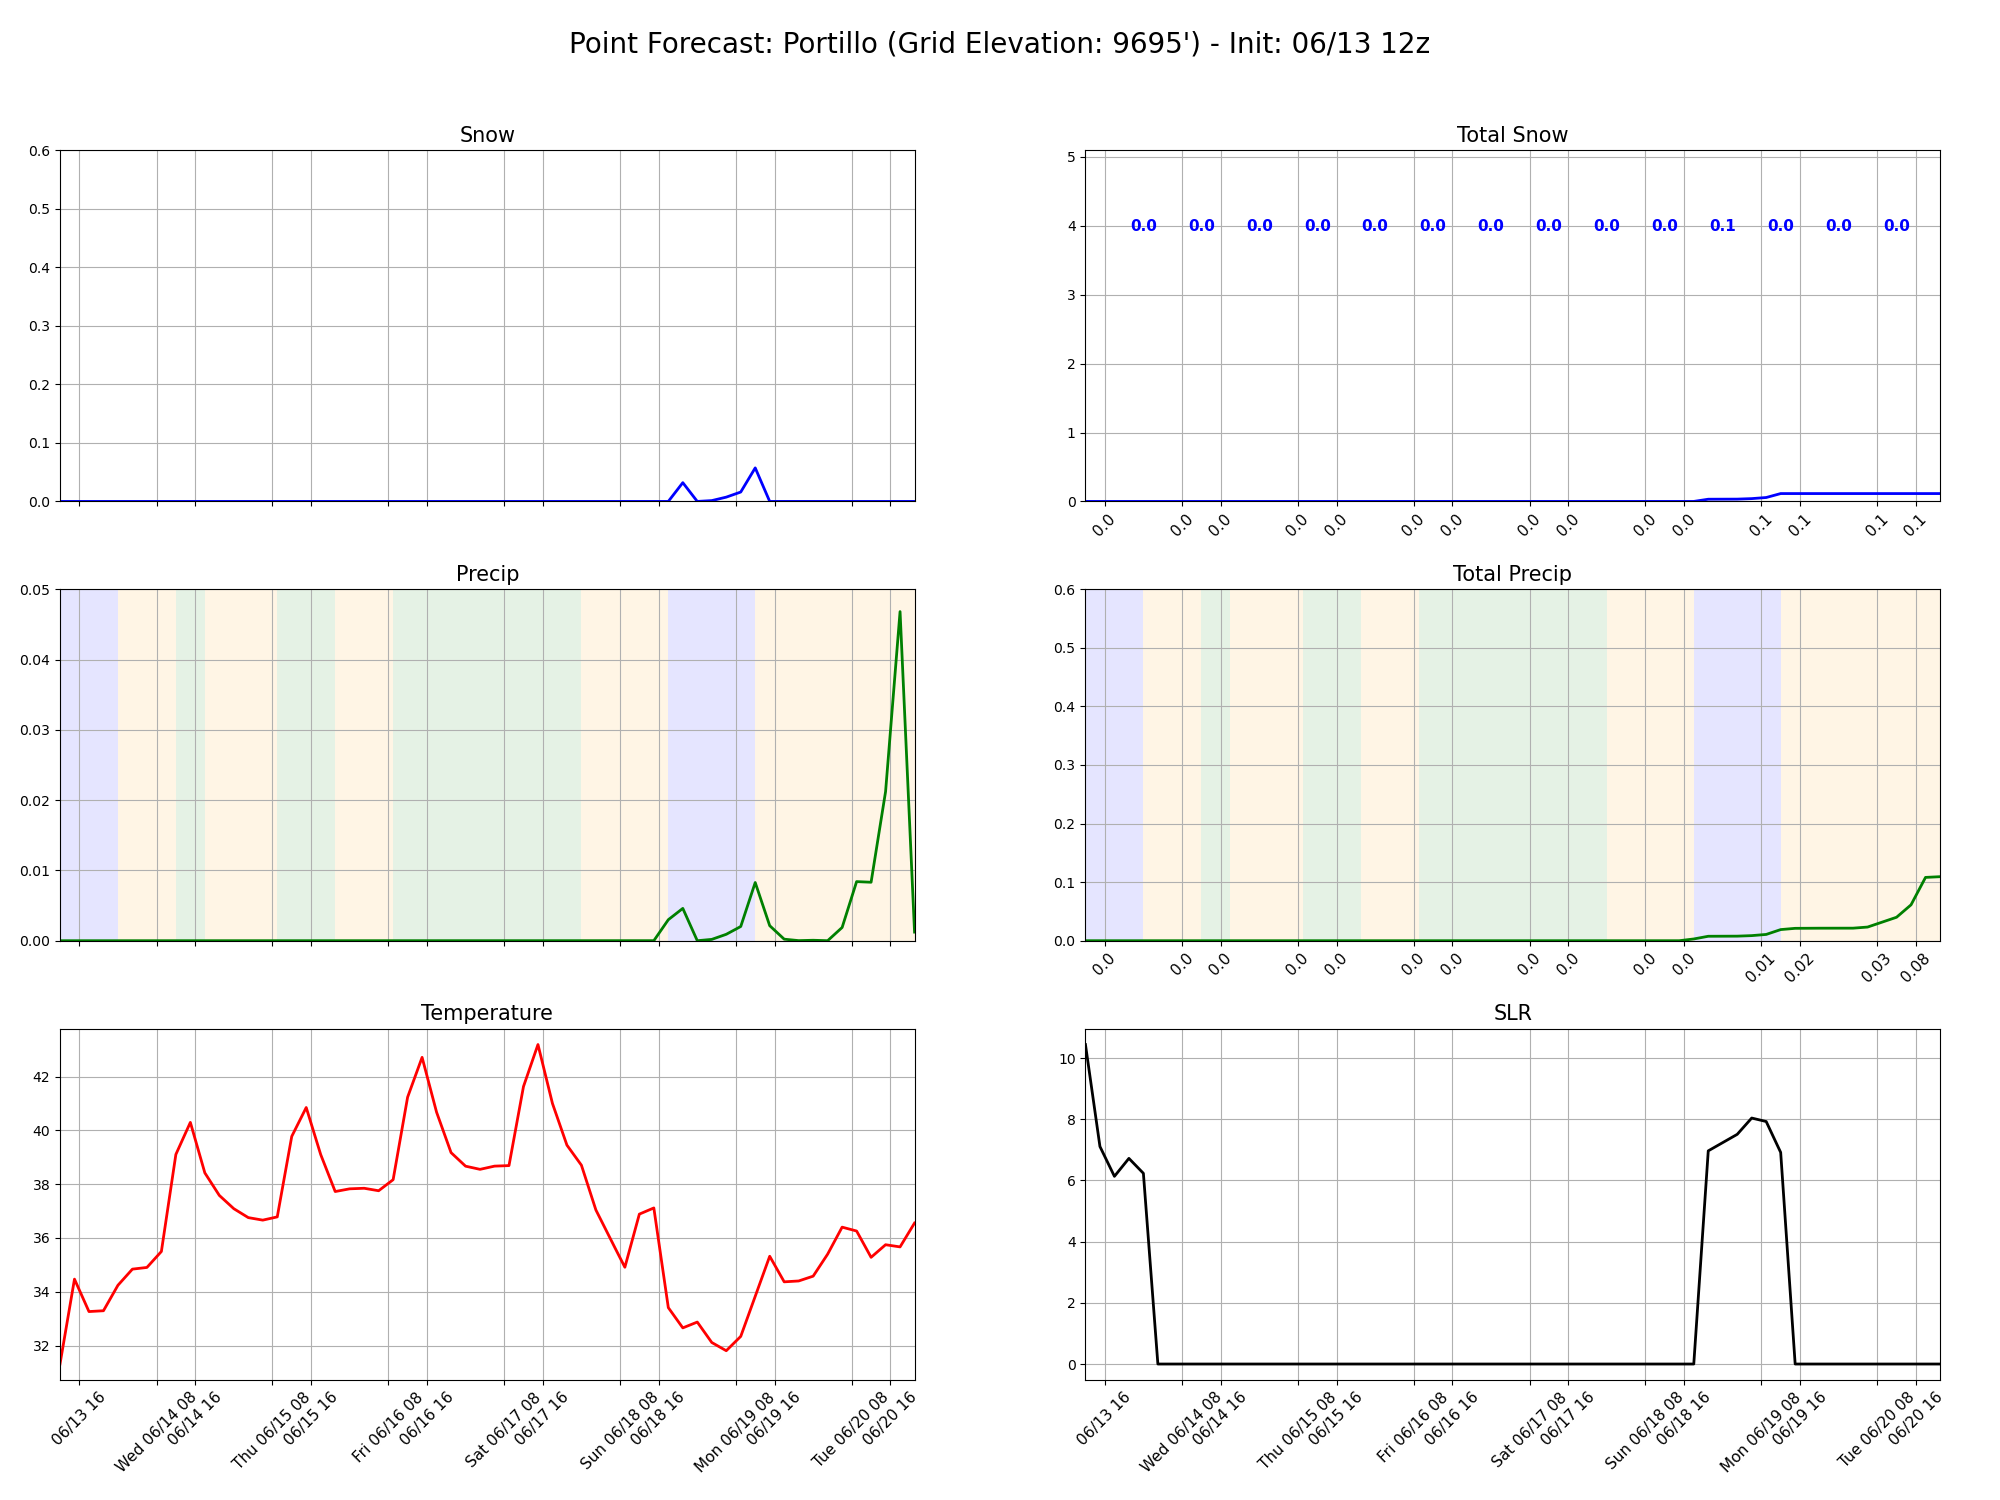 Point Forecast: Portillo (Grid Elevation: 9695') - Init: 06/13 12z
Snow
0.6
0.5
0.4
0.3
0.2
0.1
0.0
Total Snow
5
4
3
2
1
0
0.0 0.0 0.0 0.0 0.0 0.0 0.0 0.0 0.0 0.0 0.1 0.0 0.0 0.0
0.0 0.0 0.0 0.0 0.0 0.0 0.0 0.0 0.0 0.0 0.0 0.1 0.1 0.1 0.1
Precip
0.05
0.04
0.03
0.02
0.01
0.00
Total Precip
0.6
0.5
0.4
0.3
0.2
0.1
0.0
0.0 0.0 0.0 0.0 0.0 0.0 0.0 0.0 0.0 0.0 0.0 0.01 0.02 0.03 0.08
Temperature
42
40
38
36
34
32
06/13 16
Wed 06/14 08
06/14 16
Thu 06/15 08
06/15 16
Fri 06/16 08
06/16 16
Sat 06/17 08
06/17 16
Sun 06/18 08
06/18 16
Mon 06/19 08
06/19 16
Tue 06/20 08
06/20 16
SLR
10
8
6
4
2
0
06/13 16
Wed 06/14 08
06/14 16
Thu 06/15 08
06/15 16
Fri 06/16 08
06/16 16
Sat 06/17 08
06/17 16
Sun 06/18 08
06/18 16
Mon 06/19 08
06/19 16
Tue 06/20 08
06/20 16